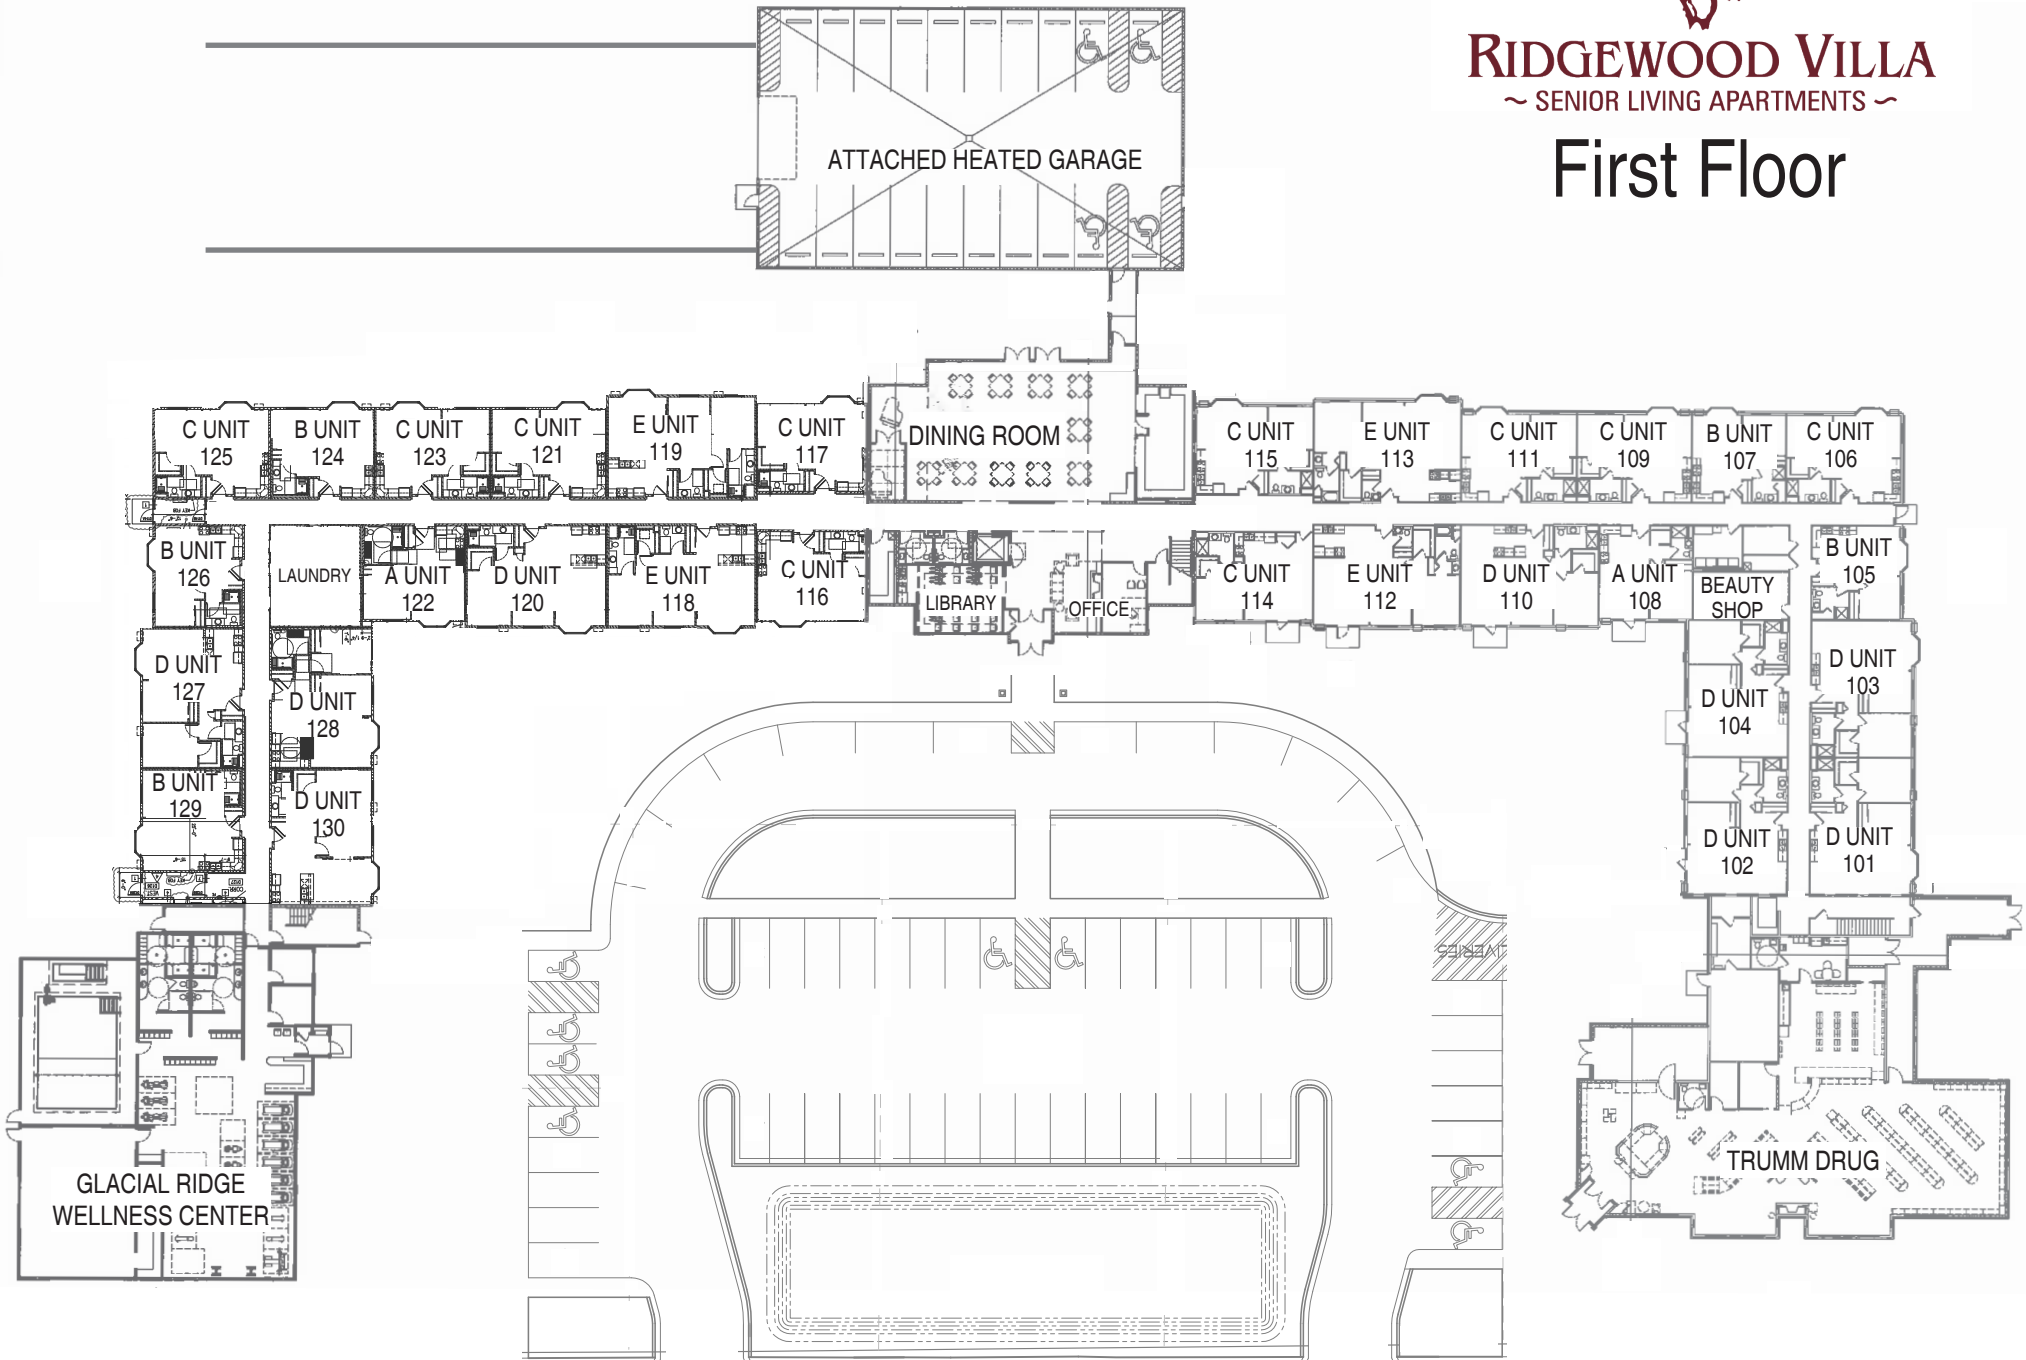 RIDGEWOOD VILLA
~ SENIOR LIVING APARTMENTS ~
First Floor
ATTACHED HEATED GARAGE
C UNIT
125
B UNIT
124
C UNIT
123
C UNIT
121
E UNIT
119
C UNIT
117
DINING ROOM
C UNIT
115
E UNIT
113
C UNIT
111
C UNIT
109
B UNIT
107
C UNIT
106
B UNIT
126
LAUNDRY
A UNIT
122
D UNIT
120
E UNIT
118
C UNIT
116
LIBRARY
OFFICE
C UNIT
114
E UNIT
112
D UNIT
110
A UNIT
108
BEAUTY
SHOP
B UNIT
105
D UNIT
127
D UNIT
128
D UNIT
104
D UNIT
103
B UNIT
129
D UNIT
130
D UNIT
102
D UNIT
101
GLACIAL RIDGE
WELLNESS CENTER
TRUMM DRUG